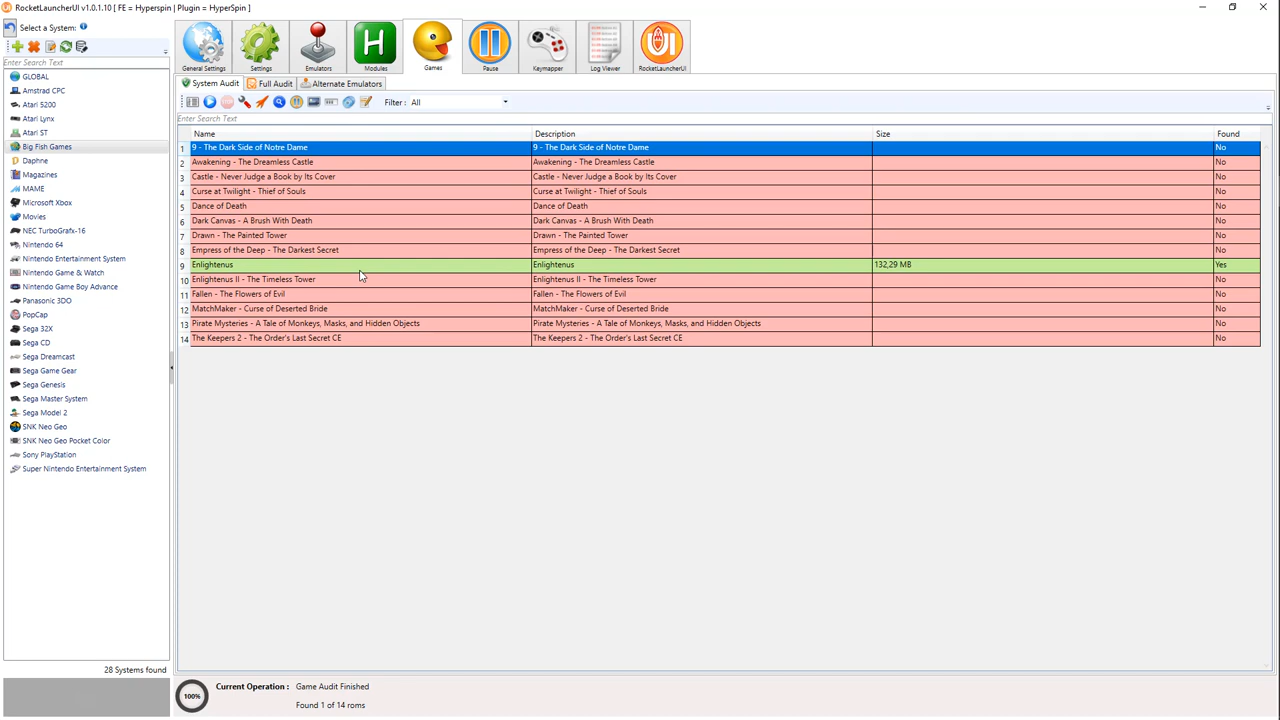 RocketLauncherUI v1.0.1.10 [ FE = Hyperspin | Plugin = HyperSpin ]
Select a System:
Enter Search Text
GLOBAL
Amstrad CPC
Atari 5200
Atari Lynx
Atari ST
Big Fish Games
Daphne
Magazines
MAME
Microsoft Xbox
Movies
NEC TurboGrafx-16
Nintendo 64
Nintendo Entertainment System
Nintendo Game & Watch
Nintendo Game Boy Advance
Panasonic 3DO
PopCap
Sega 32X
Sega CD
Sega Dreamcast
Sega Game Gear
Sega Genesis
Sega Master System
Sega Model 2
SNK Neo Geo
SNK Neo Geo Pocket Color
Sony PlayStation
Super Nintendo Entertainment System
28 Systems found
General Settings Settings Emulators Modules Games Pause Keymapper Log Viewer RocketLauncherUI
System Audit Full Audit Alternate Emulators
Filter : All
Enter Search Text
Name Description Size Found
1 9 - The Dark Side of Notre Dame 9 - The Dark Side of Notre Dame No
2 Awakening - The Dreamless Castle Awakening - The Dreamless Castle No
3 Castle - Never Judge a Book by Its Cover Castle - Never Judge a Book by Its Cover No
4 Curse at Twilight - Thief of Souls Curse at Twilight - Thief of Souls No
5 Dance of Death Dance of Death No
6 Dark Canvas - A Brush With Death Dark Canvas - A Brush With Death No
7 Drawn - The Painted Tower Drawn - The Painted Tower No
8 Empress of the Deep - The Darkest Secret Empress of the Deep - The Darkest Secret No
9 Enlightenus Enlightenus 132,29 MB Yes
10 Enlightenus II - The Timeless Tower Enlightenus II - The Timeless Tower No
11 Fallen - The Flowers of Evil Fallen - The Flowers of Evil No
12 MatchMaker - Curse of Deserted Bride MatchMaker - Curse of Deserted Bride No
13 Pirate Mysteries - A Tale of Monkeys, Masks, and Hidden Objects Pirate Mysteries - A Tale of Monkeys, Masks, and Hidden Objects No
14 The Keepers 2 - The Order's Last Secret CE The Keepers 2 - The Order's Last Secret CE No
100% Current Operation : Game Audit Finished
Found 1 of 14 roms